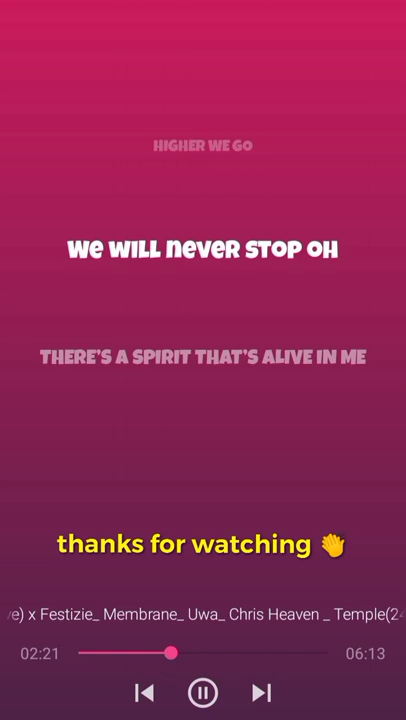 HIGHER WE GO
We will never stop oh
THERE'S A SPIRIT THAT'S ALIVE IN ME
thanks for watching 👋
e) x Festizie_ Membrane_ Uwa_ Chris Heaven _ Temple(2
02:21 06:13